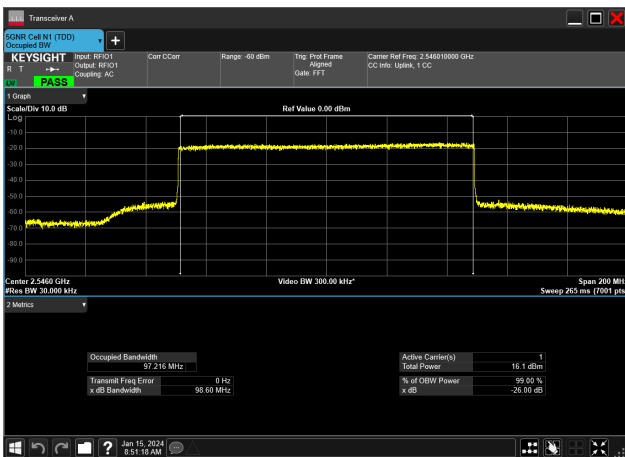 Transceiver A
5GNR Cell N1 (TDD)
Occupied BW
KEYSIGHT
R T
LV PASS
Input: RFIO1
Output: RFIO1
Coupling: AC
Corr CCorr
Range: -60 dBm
Trig: Prot Frame
Aligned
Gate: FFT
Carrier Ref Freq: 2.546010000 GHz
CC Info: Uplink, 1 CC
1 Graph
Scale/Div 10.0 dB
Ref Value 0.00 dBm
Log
-10.0
-20.0
-30.0
-40.0
-50.0
-60.0
-70.0
-80.0
-90.0
Center 2.5460 GHz
#Res BW 30.000 kHz
Video BW 300.00 kHz*
Span 200 MH
Sweep 265 ms (7001 pts
2 Metrics
Occupied Bandwidth
97.216 MHz
Transmit Freq Error 0 Hz
x dB Bandwidth 98.60 MHz
Active Carrier(s) 1
Total Power 16.1 dBm
% of OBW Power 99.00 %
x dB -26.00 dB
Jan 15, 2024
8:51:18 AM